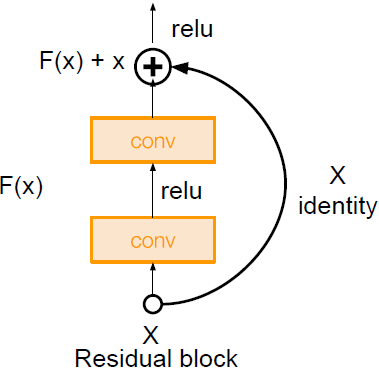 relu
F(x) + x
conv
F(x)
relu
X
identity
conv
X
Residual block